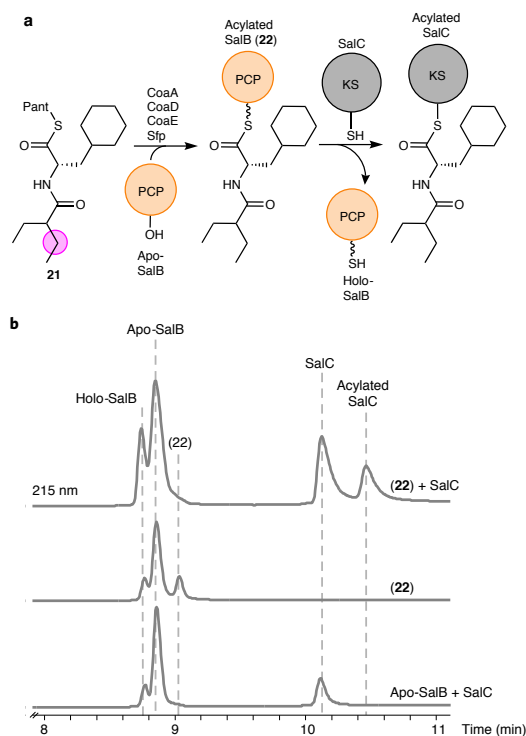 a
Pant
S
O
HN
O
21
CoaA
CoaD
CoaE
Sfp
PCP
OH
Apo-
SalB
Acylated
SalB (22)
PCP
S
O
HN
O
SalC
KS
SH
PCP
SH
Holo-
SalB
Acylated
SalC
KS
S
O
HN
O
b
Apo-SalB
Holo-SalB
(22)
SalC
Acylated
SalC
215 nm
(22) + SalC
(22)
Apo-SalB + SalC
8 9 10 11 Time (min)